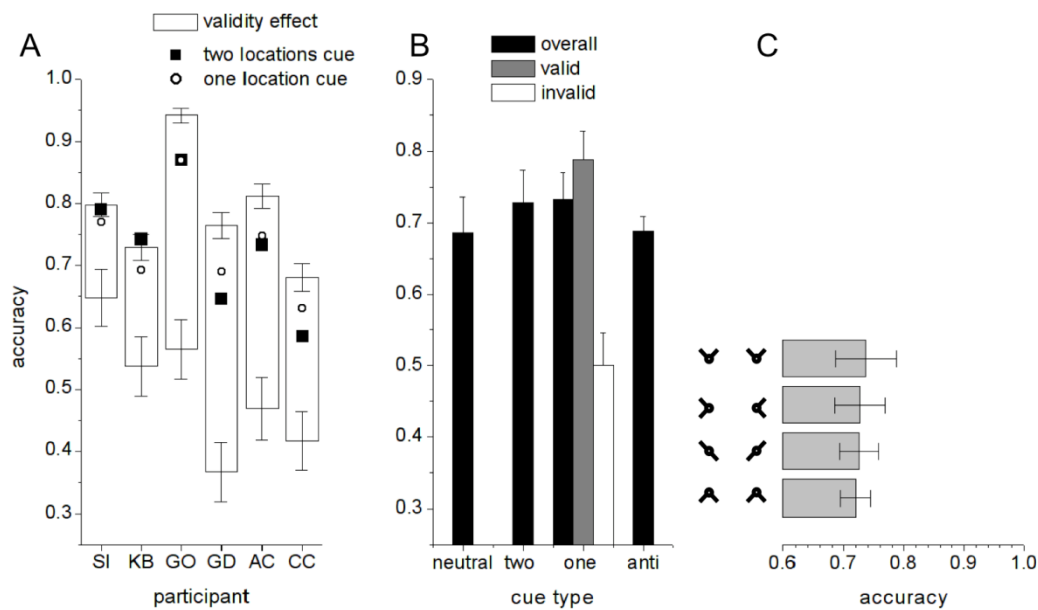 A
validity effect
two locations cue
one location cue
1.0
0.9
0.8
0.7
0.6
0.5
0.4
0.3
accuracy
SI KB GO GD AC CC
participant
B
overall
valid
invalid
0.9
0.8
0.7
0.6
0.5
0.4
0.3
neutral two one anti
cue type
C
0.6 0.7 0.8 0.9 1.0
accuracy